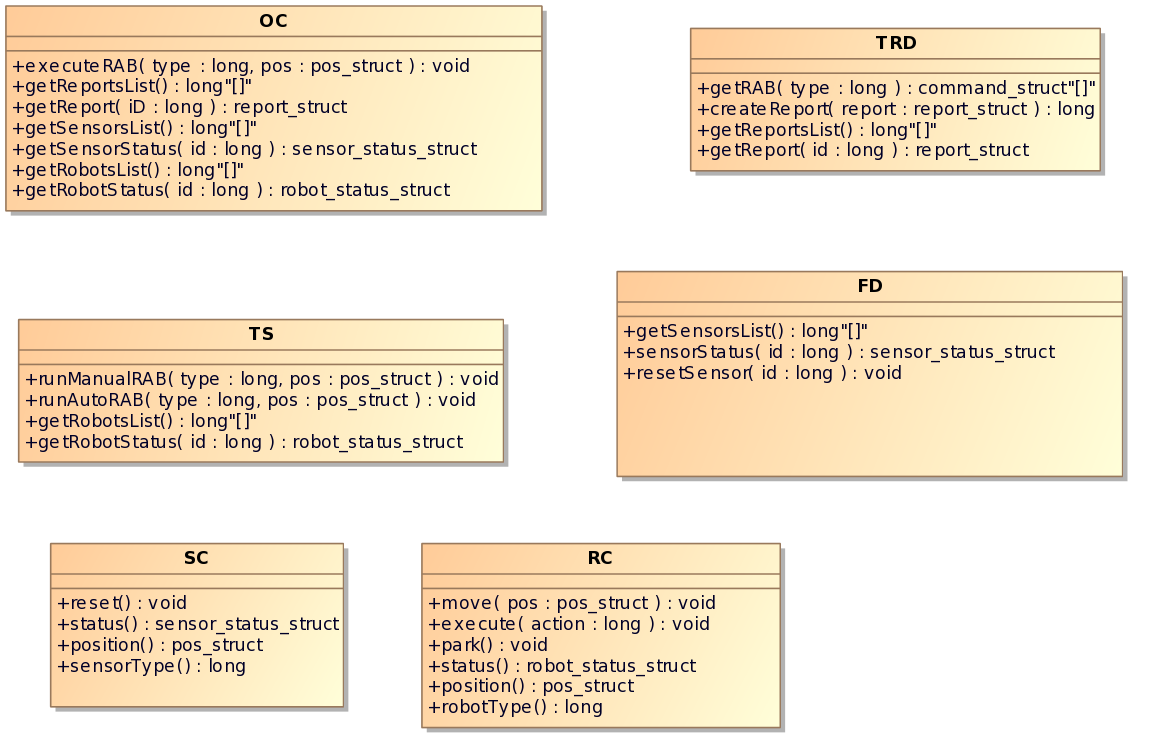 OC
+executeRAB( type : long, pos : pos_struct ) : void
+getReportsList() : long"[]"
+getReport( iD : long ) : report_struct
+getSensorsList() : long"[]"
+getSensorStatus( id : long ) : sensor_status_struct
+getRobotsList() : long"[]"
+getRobotStatus( id : long ) : robot_status_struct
TRD
+getRAB( type : long ) : command_struct"[]"
+createReport( report : report_struct ) : long
+getReportsList() : long"[]"
+getReport( id : long ) : report_struct
TS
+runManualRAB( type : long, pos : pos_struct ) : void
+runAutoRAB( type : long, pos : pos_struct ) : void
+getRobotsList() : long"[]"
+getRobotStatus( id : long ) : robot_status_struct
FD
+getSensorsList() : long"[]"
+sensorStatus( id : long ) : sensor_status_struct
+resetSensor( id : long ) : void
SC
+reset() : void
+status() : sensor_status_struct
+position() : pos_struct
+sensorType() : long
RC
+move( pos : pos_struct ) : void
+execute( action : long ) : void
+park() : void
+status() : robot_status_struct
+position() : pos_struct
+robotType() : long